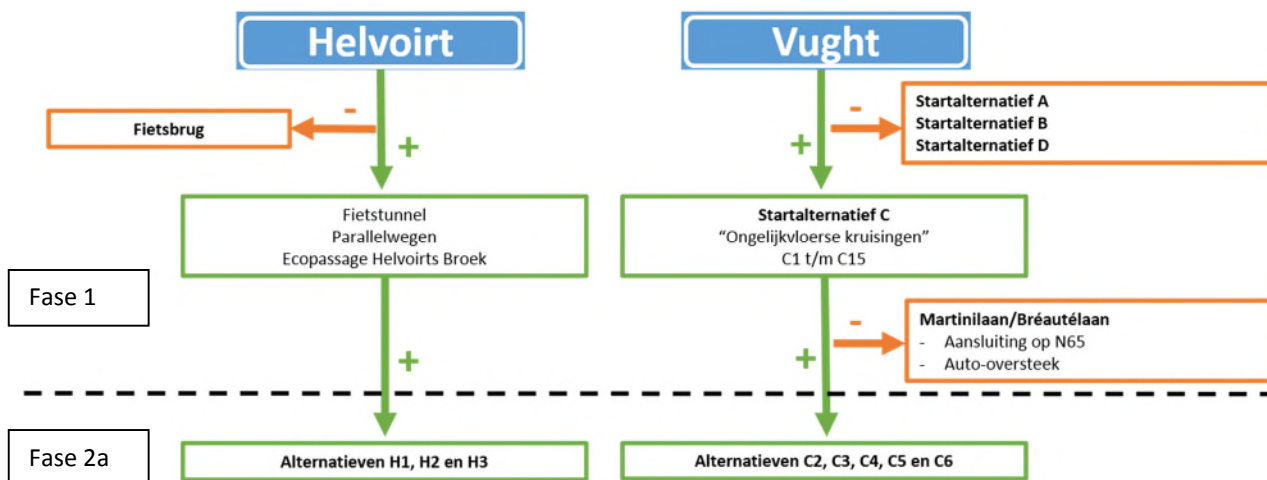 Helvoirt
Vught
-
Fietsbrug
+
-
Startalternatief A
Startalternatief B
Startalternatief D
+
Fietstunnel
Parallelwegen
Ecopassage Helvoirts Broek
Startalternatief C
“Ongelijkvloerse kruisingen”
C1 t/m C15
Fase 1
+
-
Martinilaan/Bréautélaan
- Aansluiting op N65
- Auto-oversteek
+
Fase 2a
Alternatieven H1, H2 en H3
Alternatieven C2, C3, C4, C5 en C6